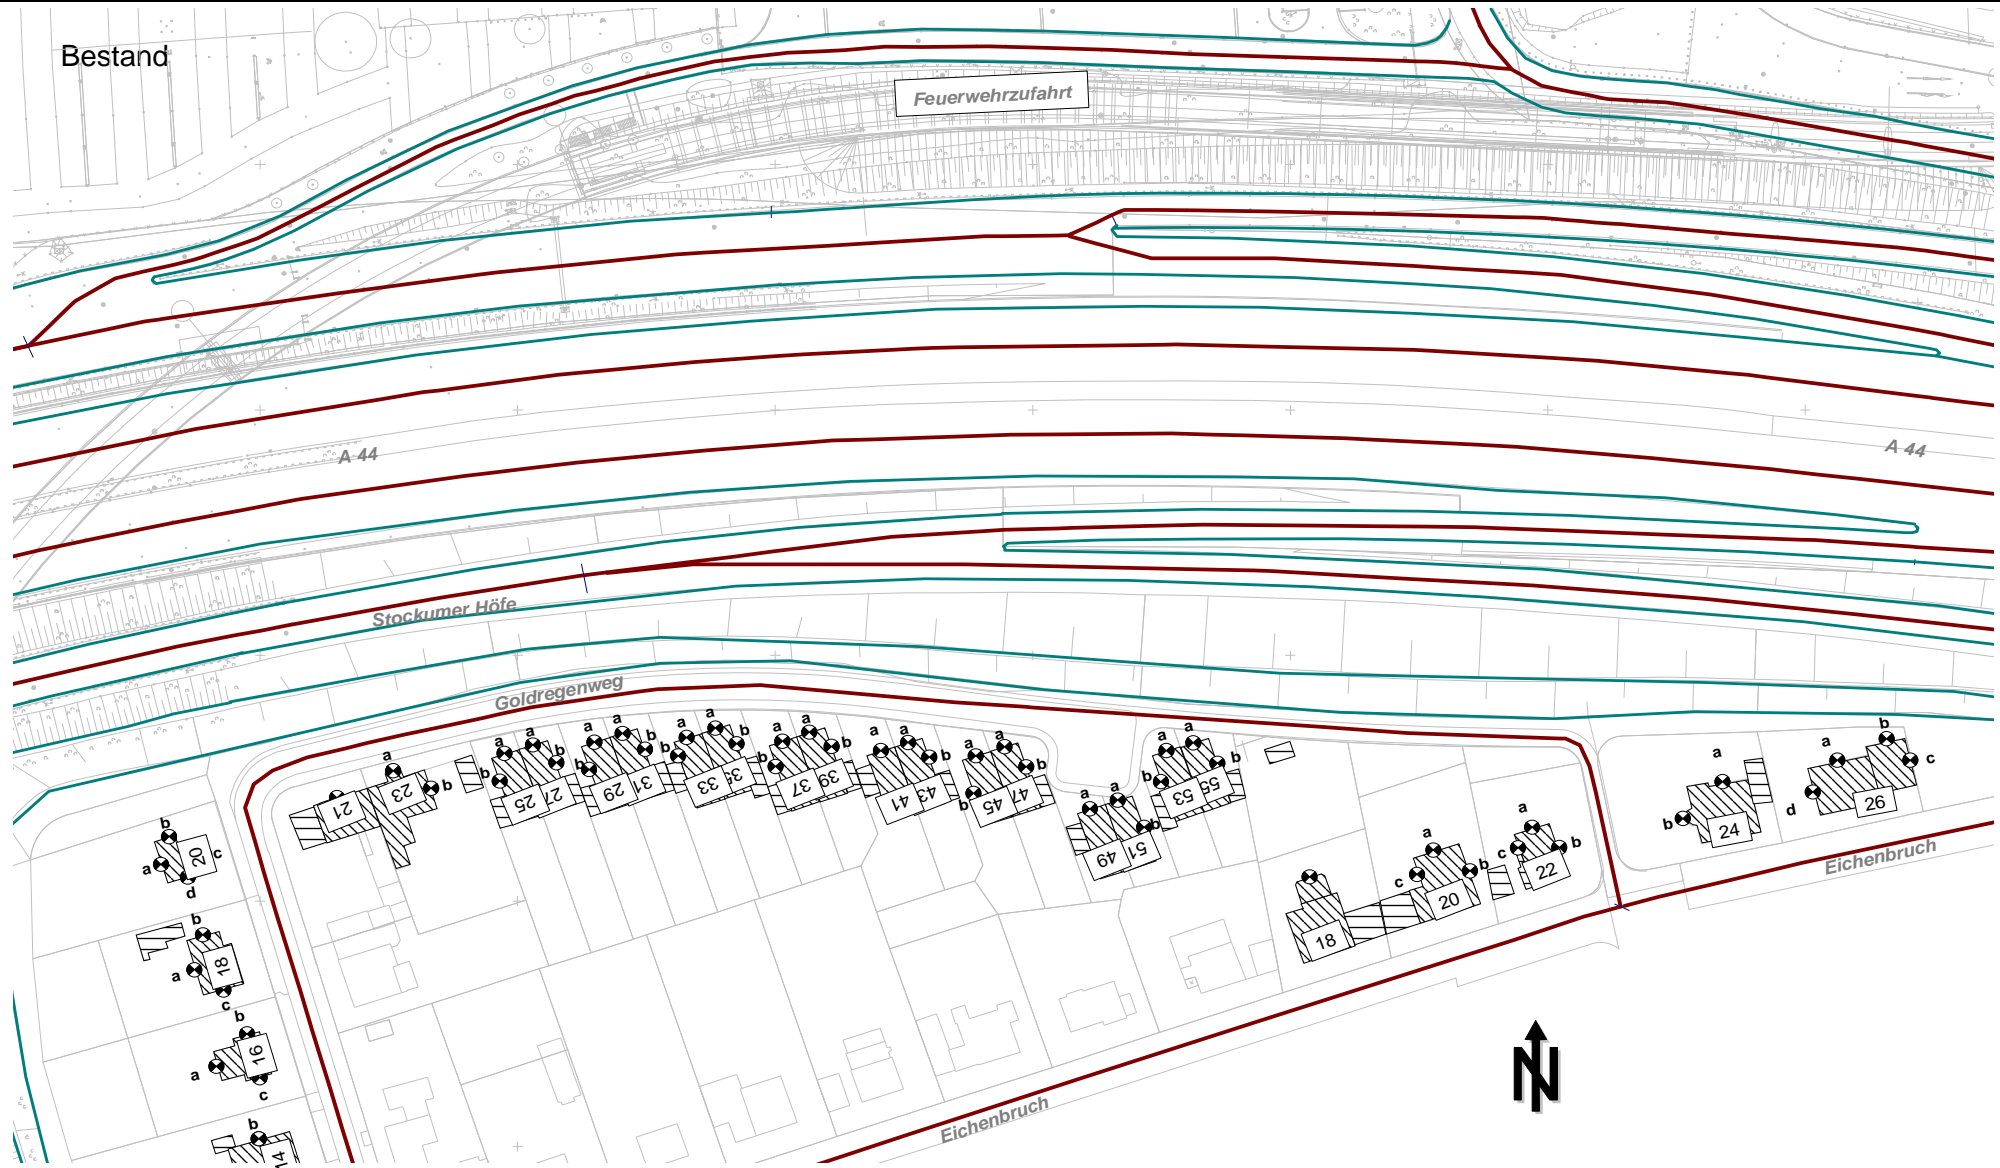 Bestand
Feuerwehrzufahrt
A 44
A 44
Stockumer Höfe
Goldregenweg
a
21
a
23
b
a
b
25
a
b
27
a
b
29
a
b
31
a
b
33
a
b
35
a
b
37
a
b
39
a
41
a
b
43
a
b
45
a
b
47
a
49
a
b
51
a
b
53
a
b
55
b
a
20
c
d
b
a
18
c
b
a
16
c
b
14
18
a
c
b
20
a
c
b
22
a
b
24
a
b
c
d
26
Eichenbruch
Eichenbruch
N